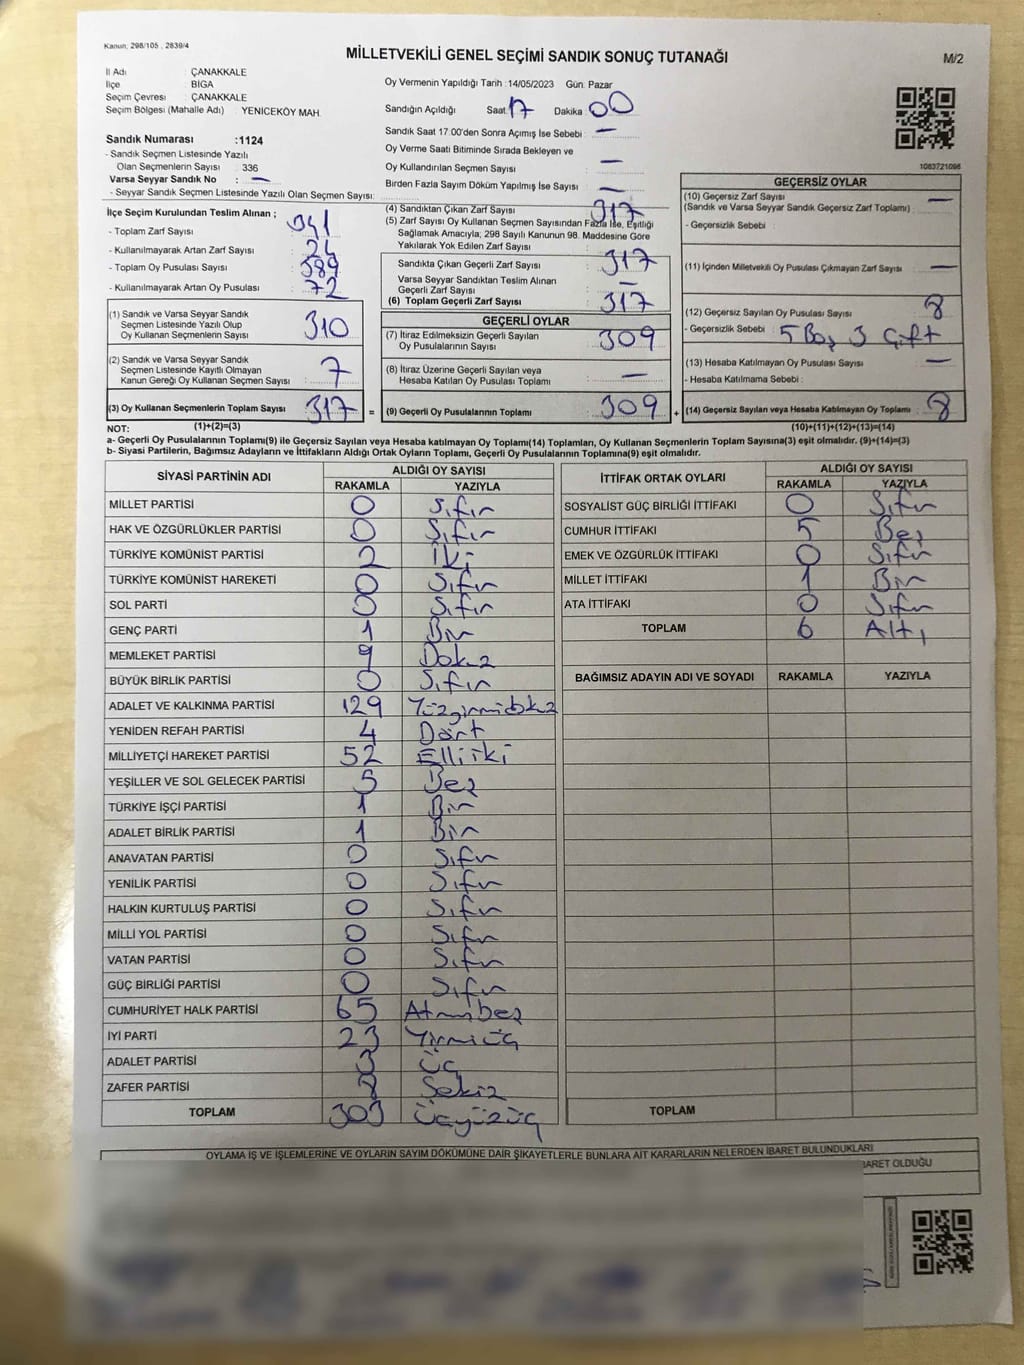 Kanun; 298/105 , 2839/4
MİLLETVEKİLİ GENEL SEÇİMİ SANDIK SONUÇ TUTANAĞI
M/2
İl Adı : ÇANAKKALE
İlçe : BİGA
Seçim Çevresi : ÇANAKKALE
Seçim Bölgesi (Mahalle Adı) : YENİCEKÖY MAH.
Sandık Numarası :1124
- Sandık Seçmen Listesinde Yazılı
Olan Seçmenlerin Sayısı : 336
Varsa Seyyar Sandık No : —
- Seyyar Sandık Seçmen Listesinde Yazılı Olan Seçmen Sayısı:
Oy Vermenin Yapıldığı Tarih : 14/05/2023 Gün: Pazar
Sandığın Açıldığı Saat: 17 Dakika: 00
Sandık Saat 17:00'den Sonra Açımış İse Sebebi : —
Oy Verme Saati Bitiminde Sırada Bekleyen ve
Oy Kullandırılan Seçmen Sayısı : —
Birden Fazla Sayım Döküm Yapılmış İse Sayısı : —
1083721096
İlçe Seçim Kurulundan Teslim Alınan ;
- Toplam Zarf Sayısı : 341
- Kullanılmayarak Artan Zarf Sayısı : 24
- Toplam Oy Pusulası Sayısı : 389
- Kullanılmayarak Artan Oy Pusulası : 72
(1) Sandık ve Varsa Seyyar Sandık
Seçmen Listesinde Yazılı Olup
Oy Kullanan Seçmenlerin Sayısı : 310
(2) Sandık ve Varsa Seyyar Sandık
Seçmen Listesinde Kayıtlı Olmayan
Kanun Gereği Oy Kullanan Seçmen Sayısı : 7
(3) Oy Kullanan Seçmenlerin Toplam Sayısı : 317
(1)+(2)=(3)
(4) Sandıktan Çıkan Zarf Sayısı : 317
(5) Zarf Sayısı Oy Kullanan Seçmen Sayısından Fazla İse, Eşitliği
Sağlamak Amacıyla; 298 Sayılı Kanunun 98. Maddesine Göre
Yakılarak Yok Edilen Zarf Sayısı :
Sandıkta Çıkan Geçerli Zarf Sayısı : 317
Varsa Seyyar Sandıktan Teslim Alınan
Geçerli Zarf Sayısı : —
(6) Toplam Geçerli Zarf Sayısı : 317
GEÇERLİ OYLAR
(7) İtiraz Edilmeksizin Geçerli Sayılan
Oy Pusulalarının Sayısı : 309
(8) İtiraz Üzerine Geçerli Sayılan veya
Hesaba Katılan Oy Pusulası Toplamı : —
= (9) Geçerli Oy Pusulalarının Toplamı : 309 +
GEÇERSİZ OYLAR
(10) Geçersiz Zarf Sayısı : —
(Sandık ve Varsa Seyyar Sandık Geçersiz Zarf Toplamı)
- Geçersizlik Sebebi :
(11) İçinden Milletvekili Oy Pusulası Çıkmayan Zarf Sayısı : —
(12) Geçersiz Sayılan Oy Pusulası Sayısı : 8
- Geçersizlik Sebebi : 5 Boş 3 Çift
(13) Hesaba Katılmayan Oy Pusulası Sayısı : —
- Hesaba Katılmama Sebebi :
(14) Geçersiz Sayılan veya Hesaba Katılmayan Oy Toplamı : 8
(10)+(11)+(12)+(13)=(14)
NOT:
a- Geçerli Oy Pusulalarının Toplamı(9) ile Geçersiz Sayılan veya Hesaba katılmayan Oy Toplamı(14) Toplamları, Oy Kullanan Seçmenlerin Toplam Sayısına(3) eşit olmalıdır. (9)+(14)=(3)
b- Siyasi Partilerin, Bağımsız Adayların ve İttifakların Aldığı Ortak Oyların Toplamı, Geçerli Oy Pusulalarının Toplamına(9) eşit olmalıdır.
SİYASİ PARTİNİN ADI ALDIĞI OY SAYISI
RAKAMLA YAZIYLA
MİLLET PARTİSİ 0 Sıfır
HAK VE ÖZGÜRLÜKLER PARTİSİ 0 Sıfır
TÜRKİYE KOMÜNİST PARTİSİ 2 İki
TÜRKİYE KOMÜNİST HAREKETİ 0 Sıfır
SOL PARTİ 0 Sıfır
GENÇ PARTİ 1 Bir
MEMLEKET PARTİSİ 9 Dokuz
BÜYÜK BİRLİK PARTİSİ 0 Sıfır
ADALET VE KALKINMA PARTİSİ 129 Yüzyirmidokuz
YENİDEN REFAH PARTİSİ 4 Dört
MİLLİYETÇİ HAREKET PARTİSİ 52 Elliiki
YEŞİLLER VE SOL GELECEK PARTİSİ 5 Beş
TÜRKİYE İŞÇİ PARTİSİ 1 Bir
ADALET BİRLİK PARTİSİ 1 Bir
ANAVATAN PARTİSİ 0 Sıfır
YENİLİK PARTİSİ 0 Sıfır
HALKIN KURTULUŞ PARTİSİ 0 Sıfır
MİLLİ YOL PARTİSİ 0 Sıfır
VATAN PARTİSİ 0 Sıfır
GÜÇ BİRLİĞİ PARTİSİ 0 Sıfır
CUMHURİYET HALK PARTİSİ 65 Atmışbeş
İYİ PARTİ 23 Yirmiüç
ADALET PARTİSİ 3 Üç
ZAFER PARTİSİ 8 Sekiz
TOPLAM 303 Üçyüzüç
İTTİFAK ORTAK OYLARI ALDIĞI OY SAYISI
RAKAMLA YAZIYLA
SOSYALİST GÜÇ BİRLİĞİ İTTİFAKI 0 Sıfır
CUMHUR İTTİFAKI 5 Beş
EMEK VE ÖZGÜRLÜK İTTİFAKI 0 Sıfır
MİLLET İTTİFAKI 1 Bir
ATA İTTİFAKI 0 Sıfır
TOPLAM 6 Altı
BAĞIMSIZ ADAYIN ADI VE SOYADI RAKAMLA YAZIYLA
TOPLAM
OYLAMA İŞ VE İŞLEMLERİNE VE OYLARIN SAYIM DÖKÜMÜNE DAİR ŞİKAYETLERLE BUNLARA AİT KARARLARIN NELERDEN İBARET BULUNDUKLARI
BARET OLDUĞU